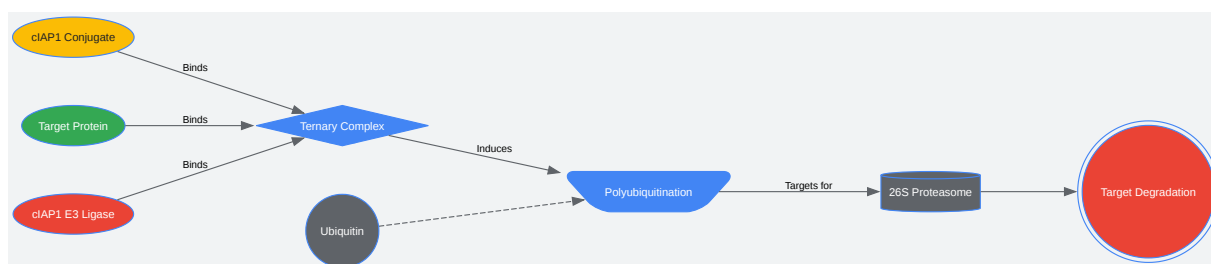 cIAP1 Conjugate
Binds
Target Protein
Binds
Ternary Complex
Binds
cIAP1 E3 Ligase
Induces
Polyubiquitination
Targets for
26S Proteasome
Target Degradation
Ubiquitin